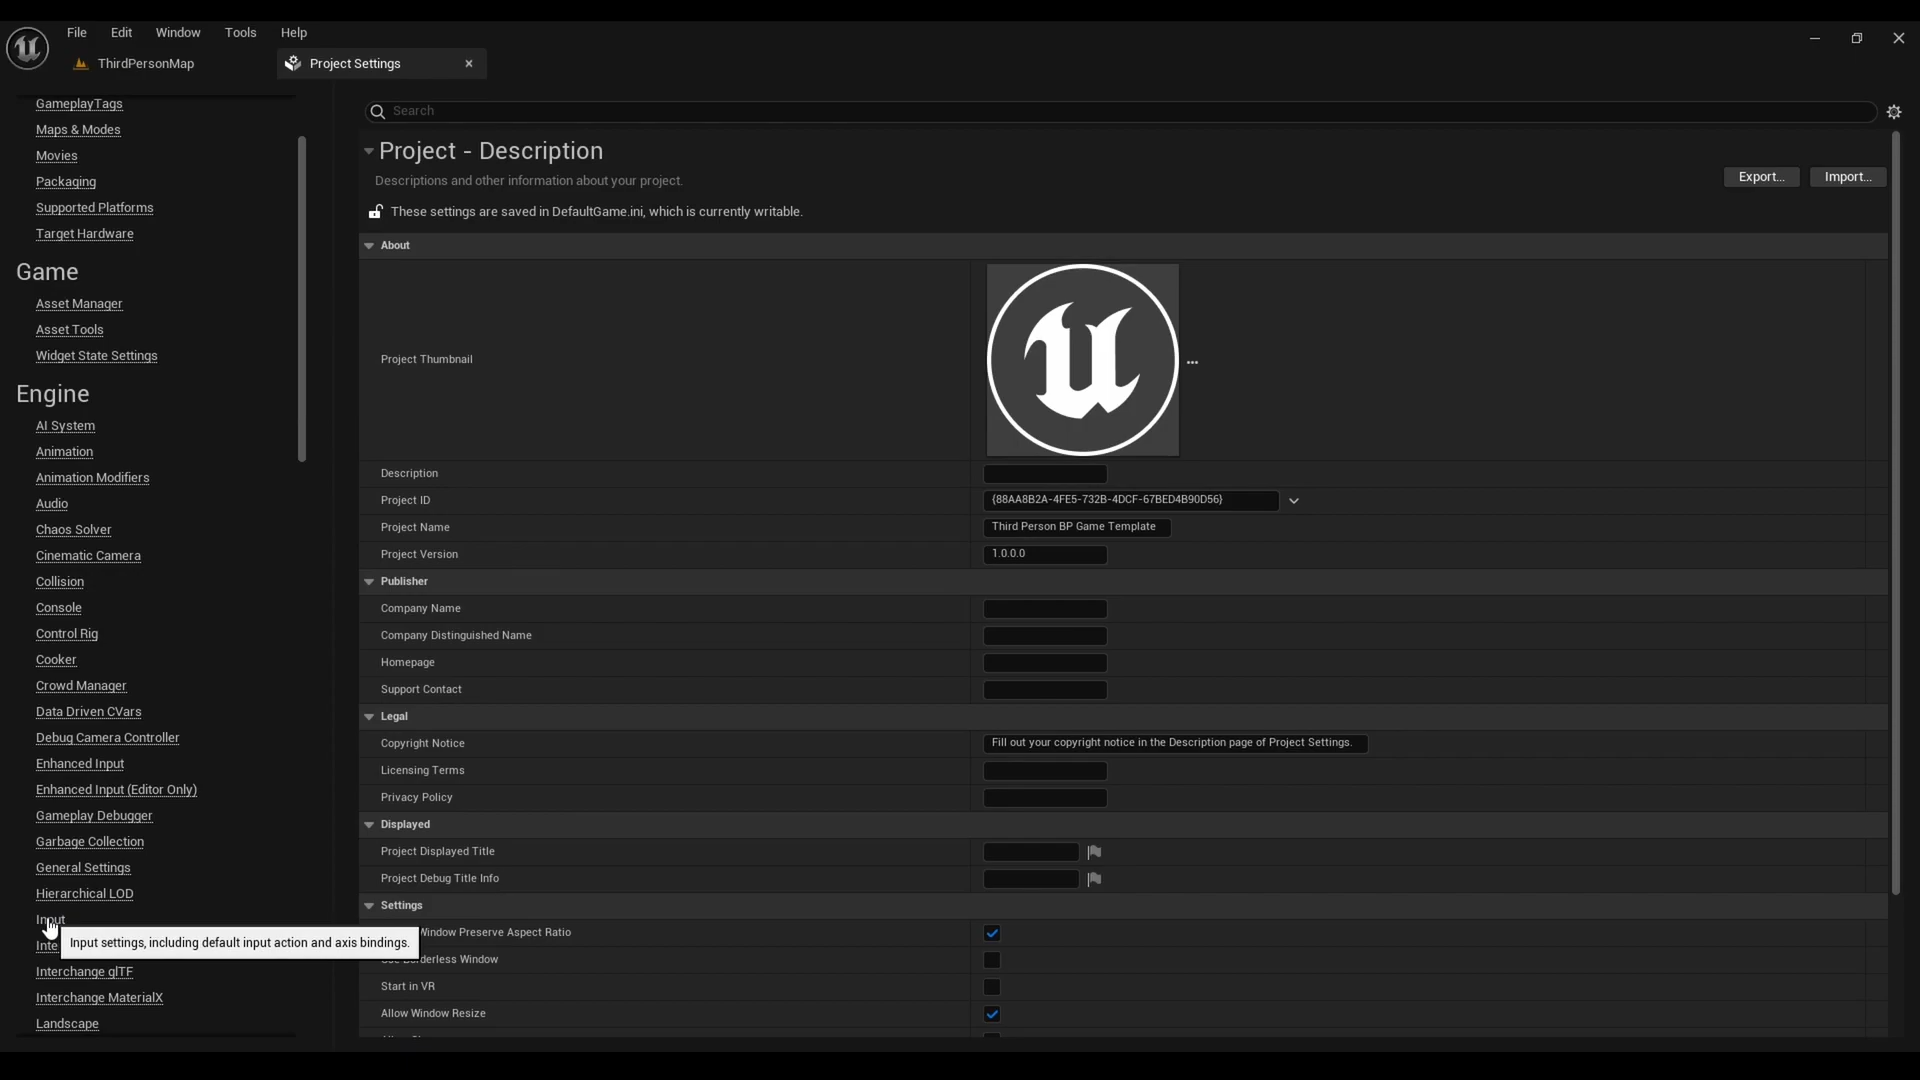 File Edit Window Tools Help
ThirdPersonMap Project Settings
GameplayTags
Maps & Modes
Movies
Packaging
Supported Platforms
Target Hardware
Game
Asset Manager
Asset Tools
Widget State Settings
Engine
AI System
Animation
Animation Modifiers
Audio
Chaos Solver
Cinematic Camera
Collision
Console
Control Rig
Cooker
Crowd Manager
Data Driven CVars
Debug Camera Controller
Enhanced Input
Enhanced Input (Editor Only)
Gameplay Debugger
Garbage Collection
General Settings
Hierarchical LOD
Input
Input settings, including default input action and axis bindings.
Interchange glTF
Interchange MaterialX
Landscape
Search
Project - Description
Descriptions and other information about your project.
Export... Import...
These settings are saved in DefaultGame.ini, which is currently writable.
About
Project Thumbnail
Description
Project ID {88AA8B2A-4FE5-732B-4DCF-67BED4B90D56}
Project Name Third Person BP Game Template
Project Version 1.0.0.0
Publisher
Company Name
Company Distinguished Name
Homepage
Support Contact
Legal
Copyright Notice Fill out your copyright notice in the Description page of Project Settings.
Licensing Terms
Privacy Policy
Displayed
Project Displayed Title
Project Debug Title Info
Settings
Window Preserve Aspect Ratio
Borderless Window
Start in VR
Allow Window Resize